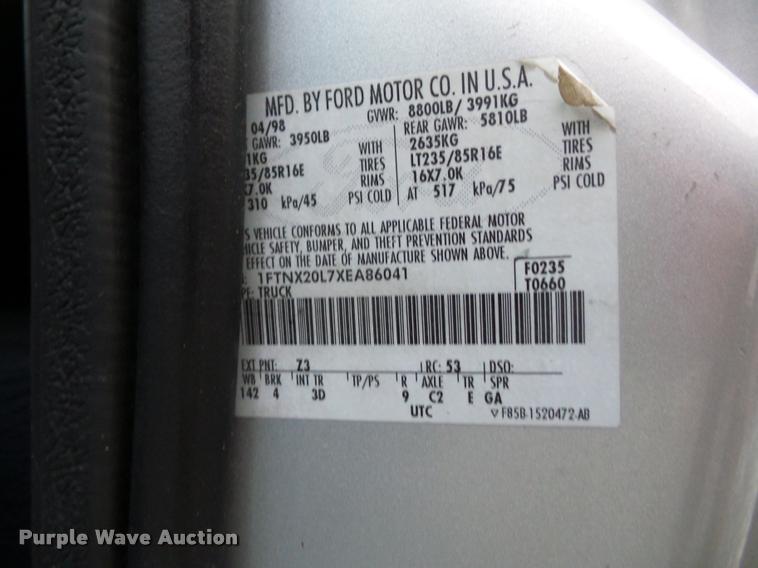 MFD. BY FORD MOTOR CO. IN U.S.A.
04/98 GVWR: 8800LB/ 3991KG
GAWR: 3950LB REAR GAWR: 5810LB
1KG WITH 2635KG WITH
35/85R16E TIRES LT235/85R16E TIRES
X7.0K RIMS 16X7.0K RIMS
310 kPa/45 PSI COLD AT 517 kPa/75 PSI COLD
S VEHICLE CONFORMS TO ALL APPLICABLE FEDERAL MOTOR
HICLE SAFETY, BUMPER, AND THEFT PREVENTION STANDARDS
EFFECT ON THE DATE OF MANUFACTURE SHOWN ABOVE.
: 1FTNX20L7XEA86041 F0235
PE: TRUCK T0660
EXT PNT: Z3 RC: 53 DSO:
WB BRK INT TR TP/PS R AXLE TR SPR
142 4 3D 9 C2 E GA
UTC ▽ F85B-1520472-AB
Purple Wave Auction